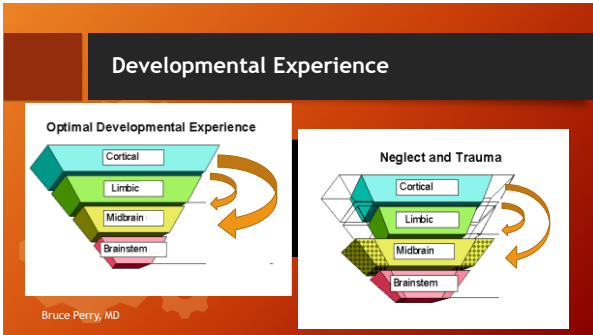 Developmental Experience
Optimal Developmental Experience
Cortical
Limbic
Midbrain
Brainstem
Neglect and Trauma
Cortical
Limbic
Midbrain
Brainstem
Bruce Perry, MD